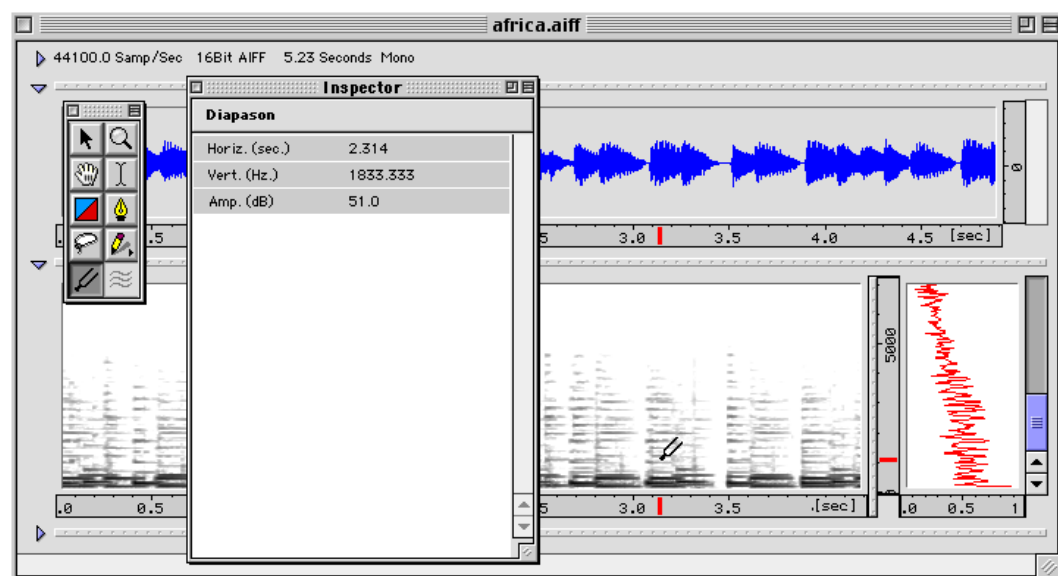 africa.aiff
44100.0 Samp/Sec 16Bit AIFF 5.23 Seconds Mono
Inspector
Diapason
Horiz. (sec.) 2.314
Vert. (Hz.) 1833.333
Amp. (dB) 51.0
0
.5 5 3.0 3.5 4.0 4.5 [sec]
5000
.0 0.5 5 3.0 3.5 .[sec] .0 0.5 1